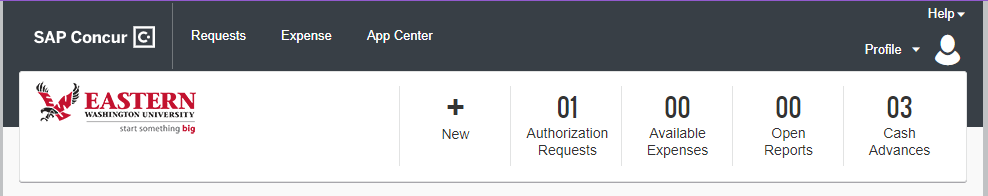 Help
SAP Concur C.
Requests
Expense
App Center
Profile
EASTERN
WASHINGTON UNIVERSITY
start something big
+
New
01
Authorization
Requests
00
Available
Expenses
00
Open
Reports
03
Cash
Advances